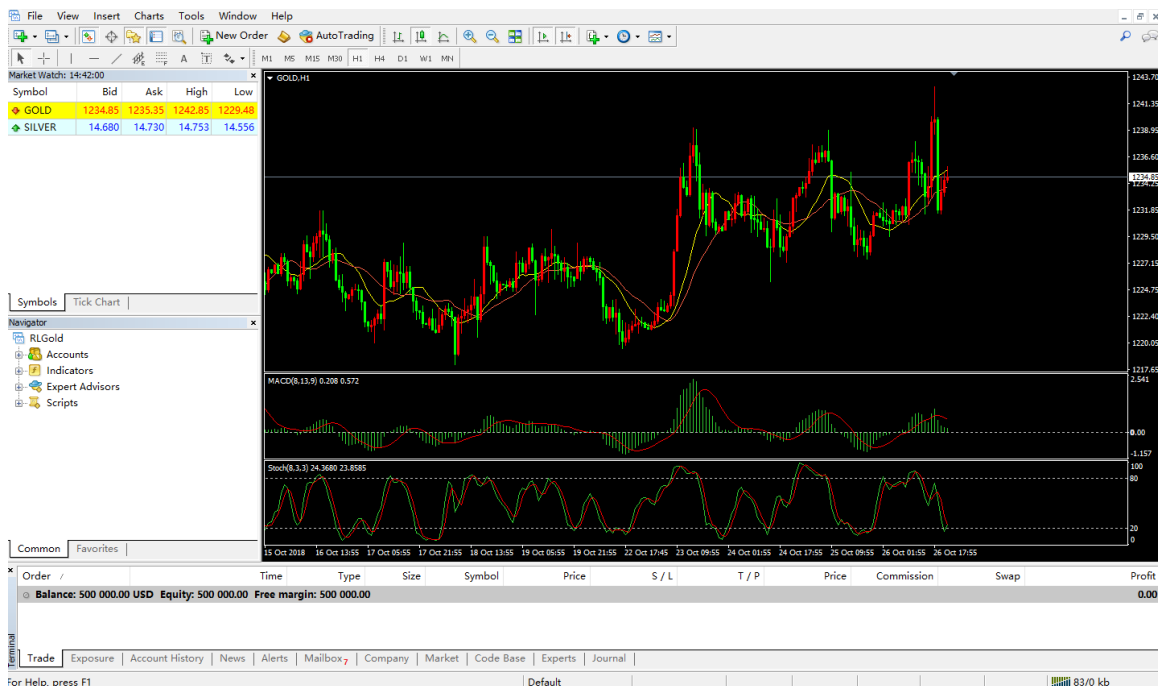 File View Insert Charts Tools Window Help
New Order AutoTrading
A T M1 M5 M15 M30 H1 H4 D1 W1 MN
Market Watch: 14:42:00
Symbol Bid Ask High Low
GOLD 1234.85 1235.35 1242.85 1229.48
SILVER 14.680 14.730 14.753 14.556
Symbols Tick Chart
Navigator
RLGold
Accounts
Indicators
Expert Advisors
Scripts
Common Favorites
GOLD,H1
1243.70
1241.35
1238.95
1236.60
1234.85
1234.25
1231.85
1229.50
1227.15
1224.75
1222.40
1220.05
1217.65
MACD(8,13,9) 0.208 0.572
2.541
0.00
-1.157
Stoch(8,3,3) 24.3680 23.8585
100
80
20
0
15 Oct 2018 16 Oct 13:55 17 Oct 05:55 17 Oct 21:55 18 Oct 13:55 19 Oct 05:55 19 Oct 21:55 22 Oct 17:45 23 Oct 09:55 24 Oct 01:55 24 Oct 17:55 25 Oct 09:55 26 Oct 01:55 26 Oct 17:55
Order / Time Type Size Symbol Price S / L T / P Price Commission Swap Profit
Balance: 500 000.00 USD Equity: 500 000.00 Free margin: 500 000.00 0.00
Terminal
Trade Exposure Account History News Alerts Mailbox 7 Company Market Code Base Experts Journal
For Help, press F1 Default 83/0 kb